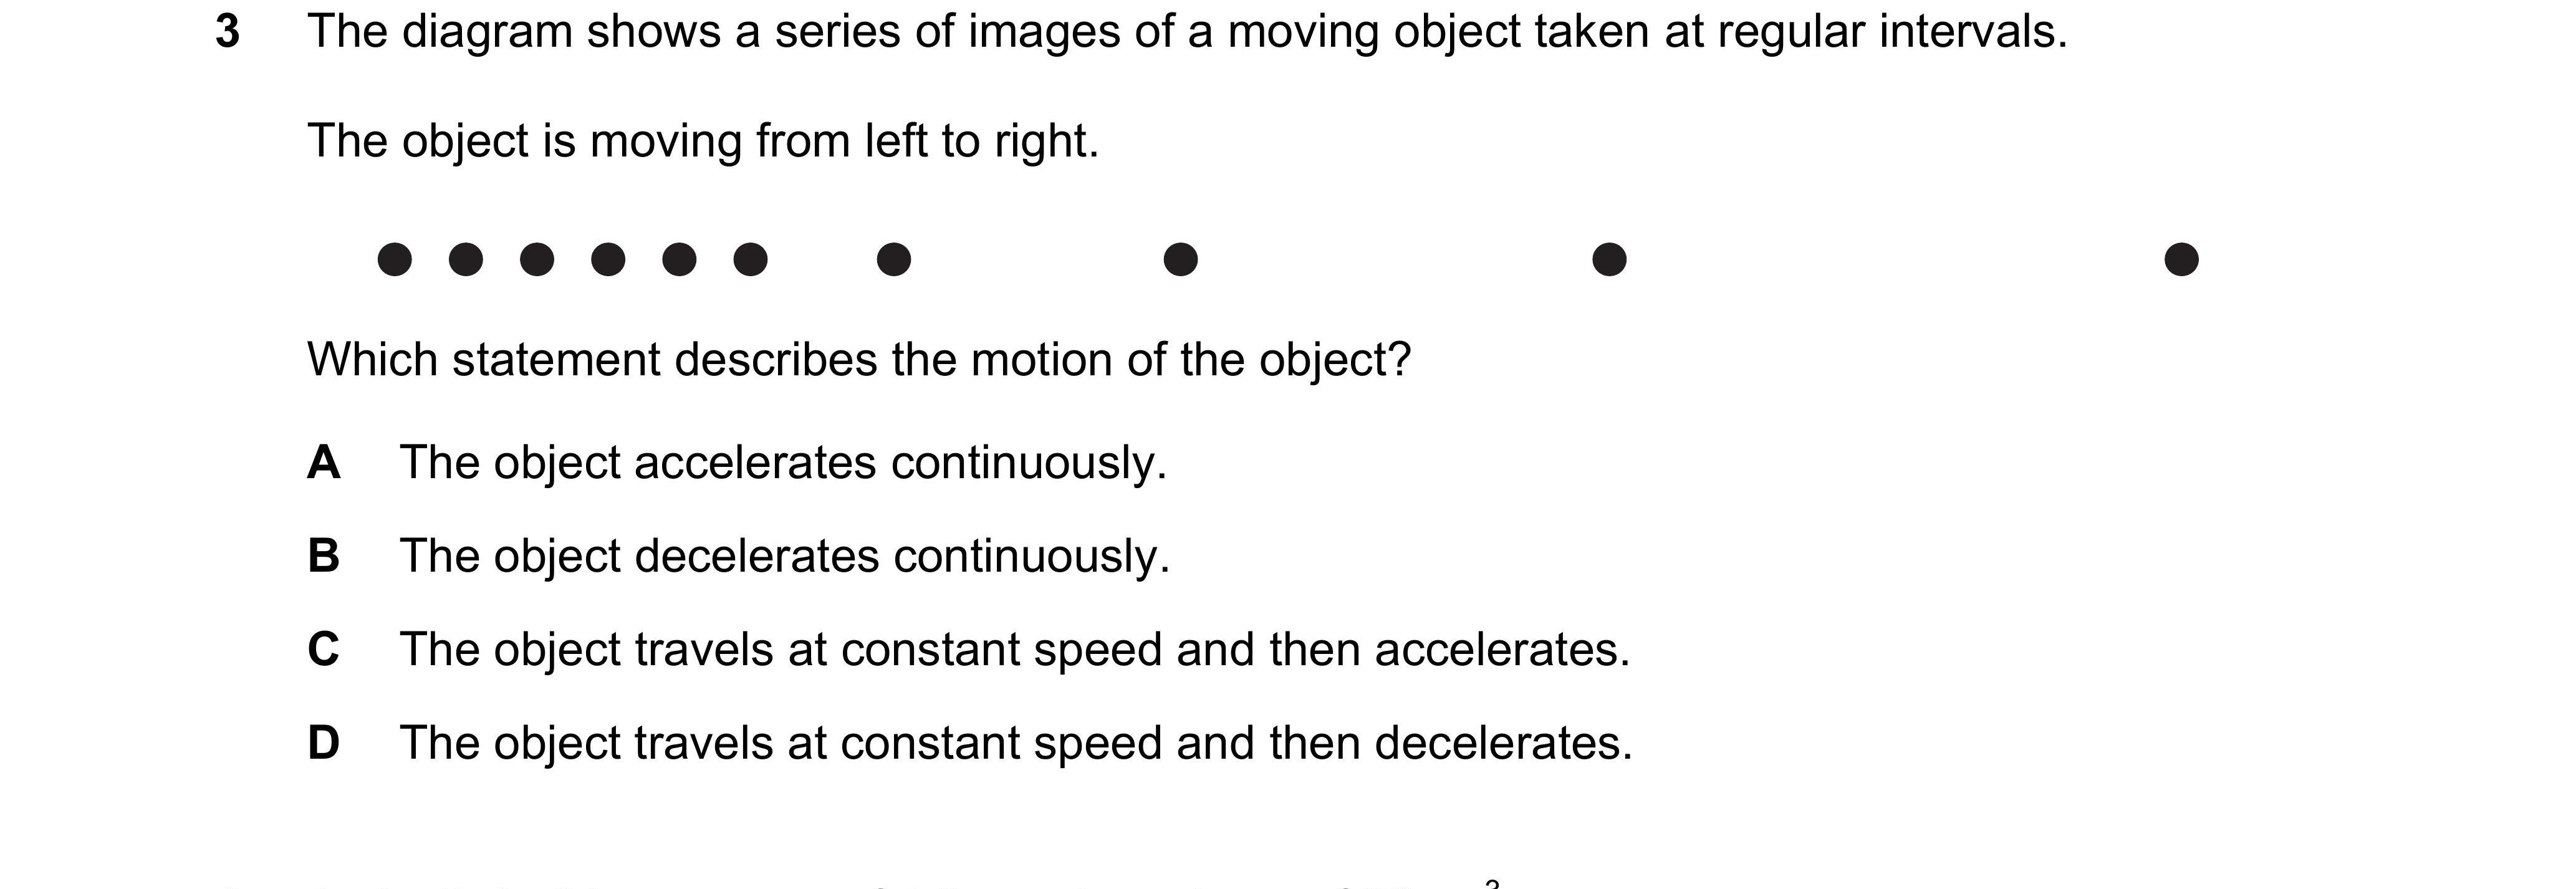 3 The diagram shows a series of images of a moving object taken at regular intervals.
The object is moving from left to right.
Which statement describes the motion of the object?
A The object accelerates continuously.
B The object decelerates continuously.
C The object travels at constant speed and then accelerates.
D The object travels at constant speed and then decelerates.